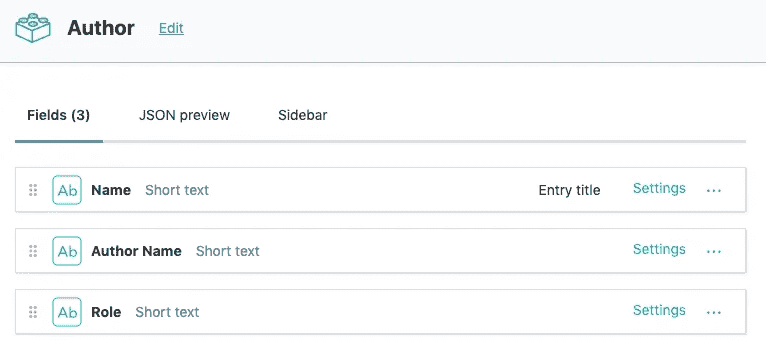 Author Edit
Fields (3) JSON preview Sidebar
Ab Name Short text Entry title Settings ...
Ab Author Name Short text Settings ...
Ab Role Short text Settings ...